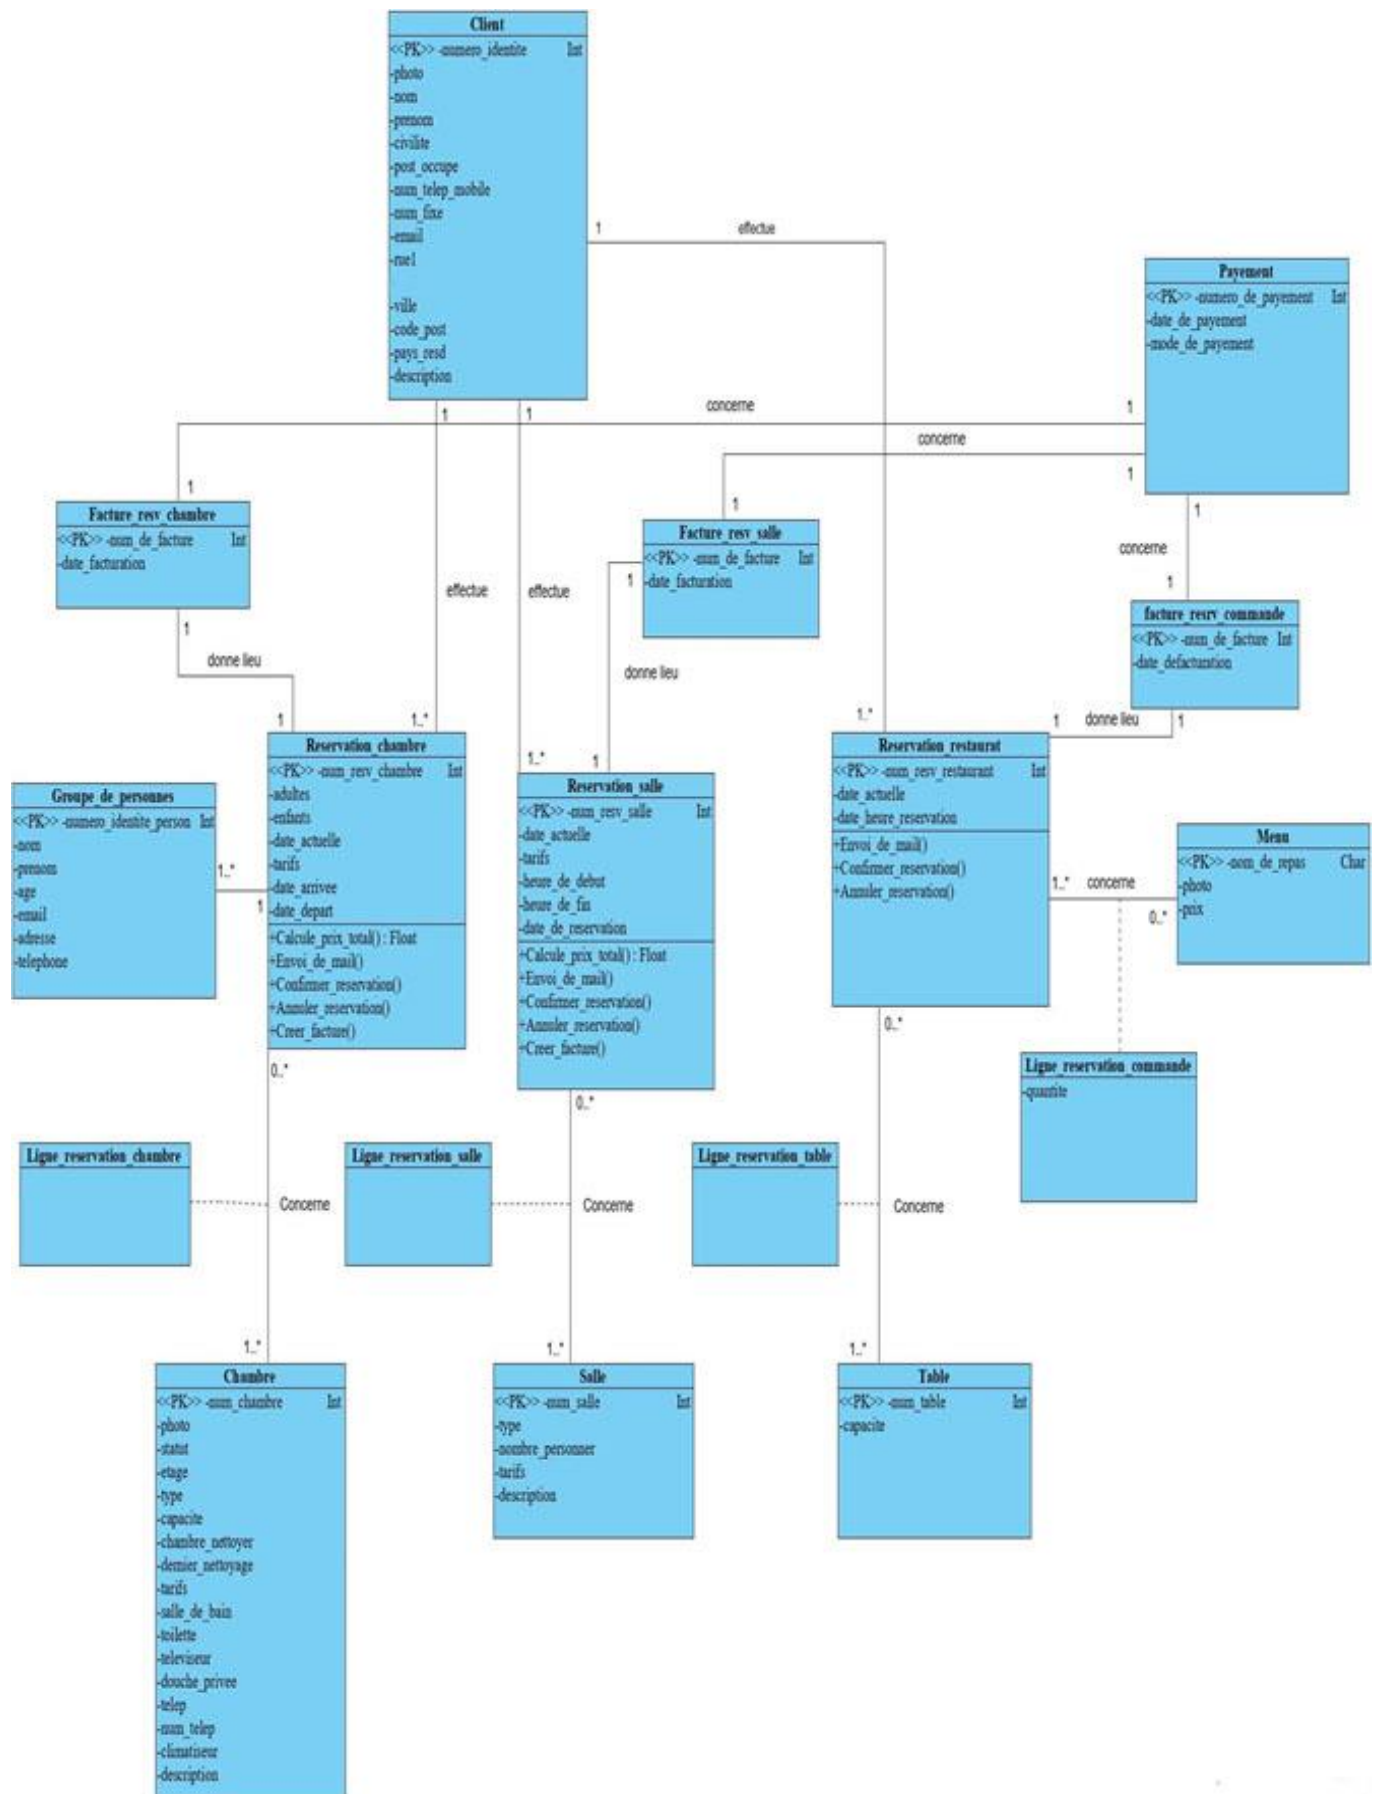 Client
<<PK>> -numero_identite Int
-photo
-nom
-prenom
-civilite
-post_occupe
-num_telep_mobile
-num_fixe
-email
-rue1
-ville
-code_post
-pays_resd
-description
1 effectue
Payement
<<PK>> -numero_de_payement Int
-date_de_payement
-mode_de_payement
1 1 concerne 1
concerne
1
1
1
1
Facture_resv_chambre
<<PK>> -num_de_facture Int
-date_facturation
Facture_resv_salle
<<PK>> -num_de_facture Int
-date_facturation
concerne
1
1
effectue
effectue
facture_resrv_commande
<<PK>> -num_de_facture Int
-date_defacturation
1
donne lieu
donne lieu
1 1..*
1..* 1
1..*
1 donne lieu 1
Reservation_chambre
<<PK>> -num_resv_chambre Int
-adultes
-enfants
-date_actuelle
-tarifs
-date_arrivee
-date_depart
+Calcule_prix_total() : Float
+Envoi_de_mail()
+Confirmer_reservation()
+Annuler_reservation()
+Creer_facture()
Reservation_salle
<<PK>> -num_resv_salle Int
-date_actuelle
-tarifs
-heure_de_debut
-heure_de_fin
-date_de_reservation
+Calcule_prix_total() : Float
+Envoi_de_mail()
+Confirmer_reservation()
+Annuler_reservation()
+Creer_facture()
Reservation_restaurat
<<PK>> -num_resv_restaurant Int
-date_actuelle
-date_heure_reservation
+Envoi_de_mail()
+Confirmer_reservation()
+Annuler_reservation()
Groupe_de_personnes
<<PK>> -numero_identite_person Int
-nom
-prenom
-age
-email
-adresse
-telephone
1..*
1
Menu
<<PK>> -nom_de_repas Char
-photo
-prix
1..* concerne
0..*
0..*
0..*
0..*
Ligne_reservation_commande
-quantite
Ligne_reservation_chambre
Concerne
Ligne_reservation_salle
Concerne
Ligne_reservation_table
Concerne
1..*
1..*
1..*
Chambre
<<PK>> -num_chambre Int
-photo
-statut
-etage
-type
-capacite
-chambre_nettoyer
-dernier_nettoyage
-tarifs
-salle_de_bain
-toilette
-televiseur
-douche_privee
-telep
-num_telep
-climatiseur
-description
Salle
<<PK>> -num_salle Int
-type
-nombre_personner
-tarifs
-description
Table
<<PK>> -num_table Int
-capacite